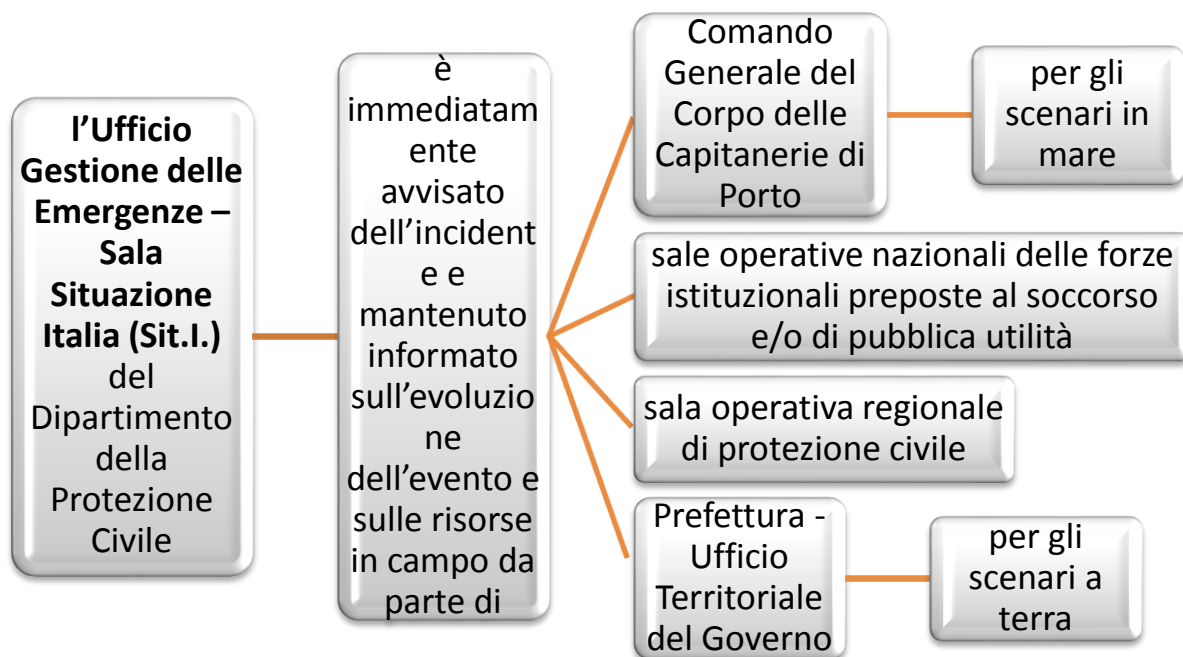 l’Ufficio
Gestione delle
Emergenze –
Sala
Situazione
Italia (Sit.I.)
del
Dipartimento
della
Protezione
Civile
è
immediatam
ente
avvisato
dell’incident
e e
mantenuto
informato
sull’evoluzio
ne
dell’evento e
sulle risorse
in campo da
parte di
Comando
Generale del
Corpo delle
Capitanerie di
Porto
per gli
scenari in
mare
sale operative nazionali delle forze
istituzionali preposte al soccorso
e/o di pubblica utilità
sala operativa regionale
di protezione civile
Prefettura -
Ufficio
Territoriale
del Governo
per gli
scenari a
terra